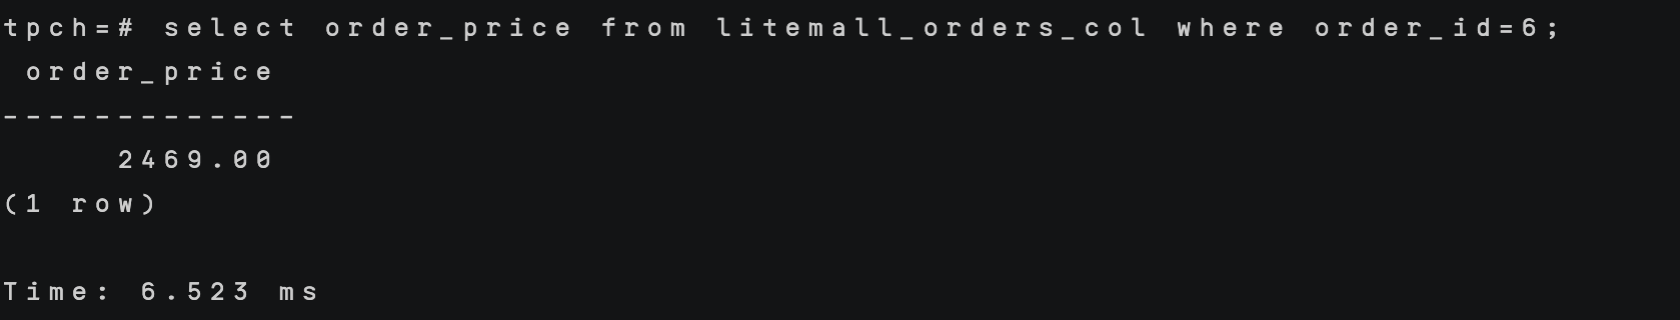 tpch=# select order_price from litemall_orders_col where order_id=6;
 order_price
-------------
     2469.00
(1 row)

Time: 6.523 ms